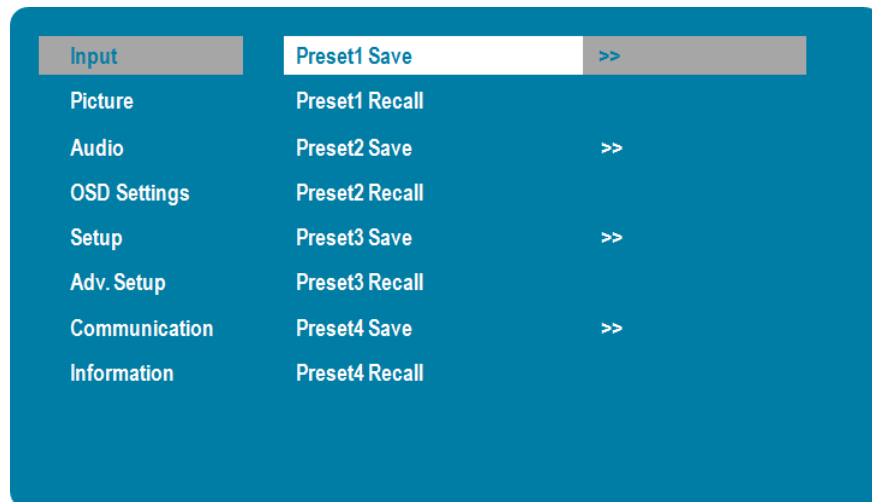 Input Preset1 Save >>
Picture Preset1 Recall
Audio Preset2 Save >>
OSD Settings Preset2 Recall
Setup Preset3 Save >>
Adv. Setup Preset3 Recall
Communication Preset4 Save >>
Information Preset4 Recall